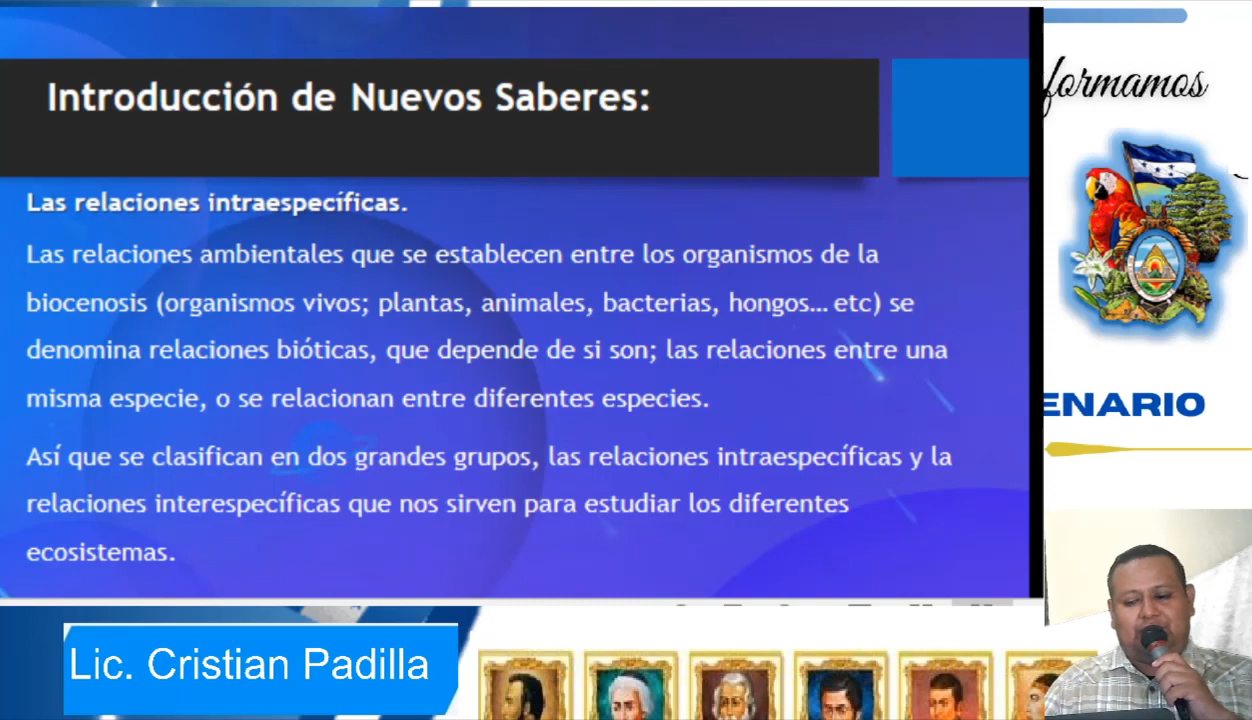 Introducción de Nuevos Saberes:
Las relaciones intraespecíficas.
Las relaciones ambientales que se establecen entre los organismos de la
biocenosis (organismos vivos; plantas, animales, bacterias, hongos... etc) se
denomina relaciones bióticas, que depende de si son; las relaciones entre una
misma especie, o se relacionan entre diferentes especies.
Así que se clasifican en dos grandes grupos, las relaciones intraespecíficas y la
relaciones interespecíficas que nos sirven para estudiar los diferentes
ecosistemas.
formamos
ENARIO
Lic. Cristian Padilla